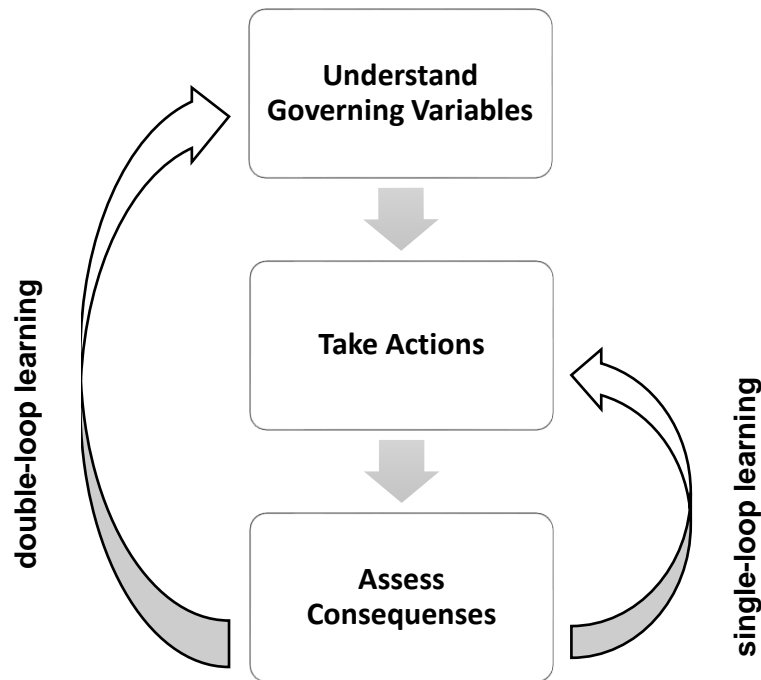 Understand
Governing Variables
Take Actions
Assess
Consequenses
double-loop learning
single-loop learning